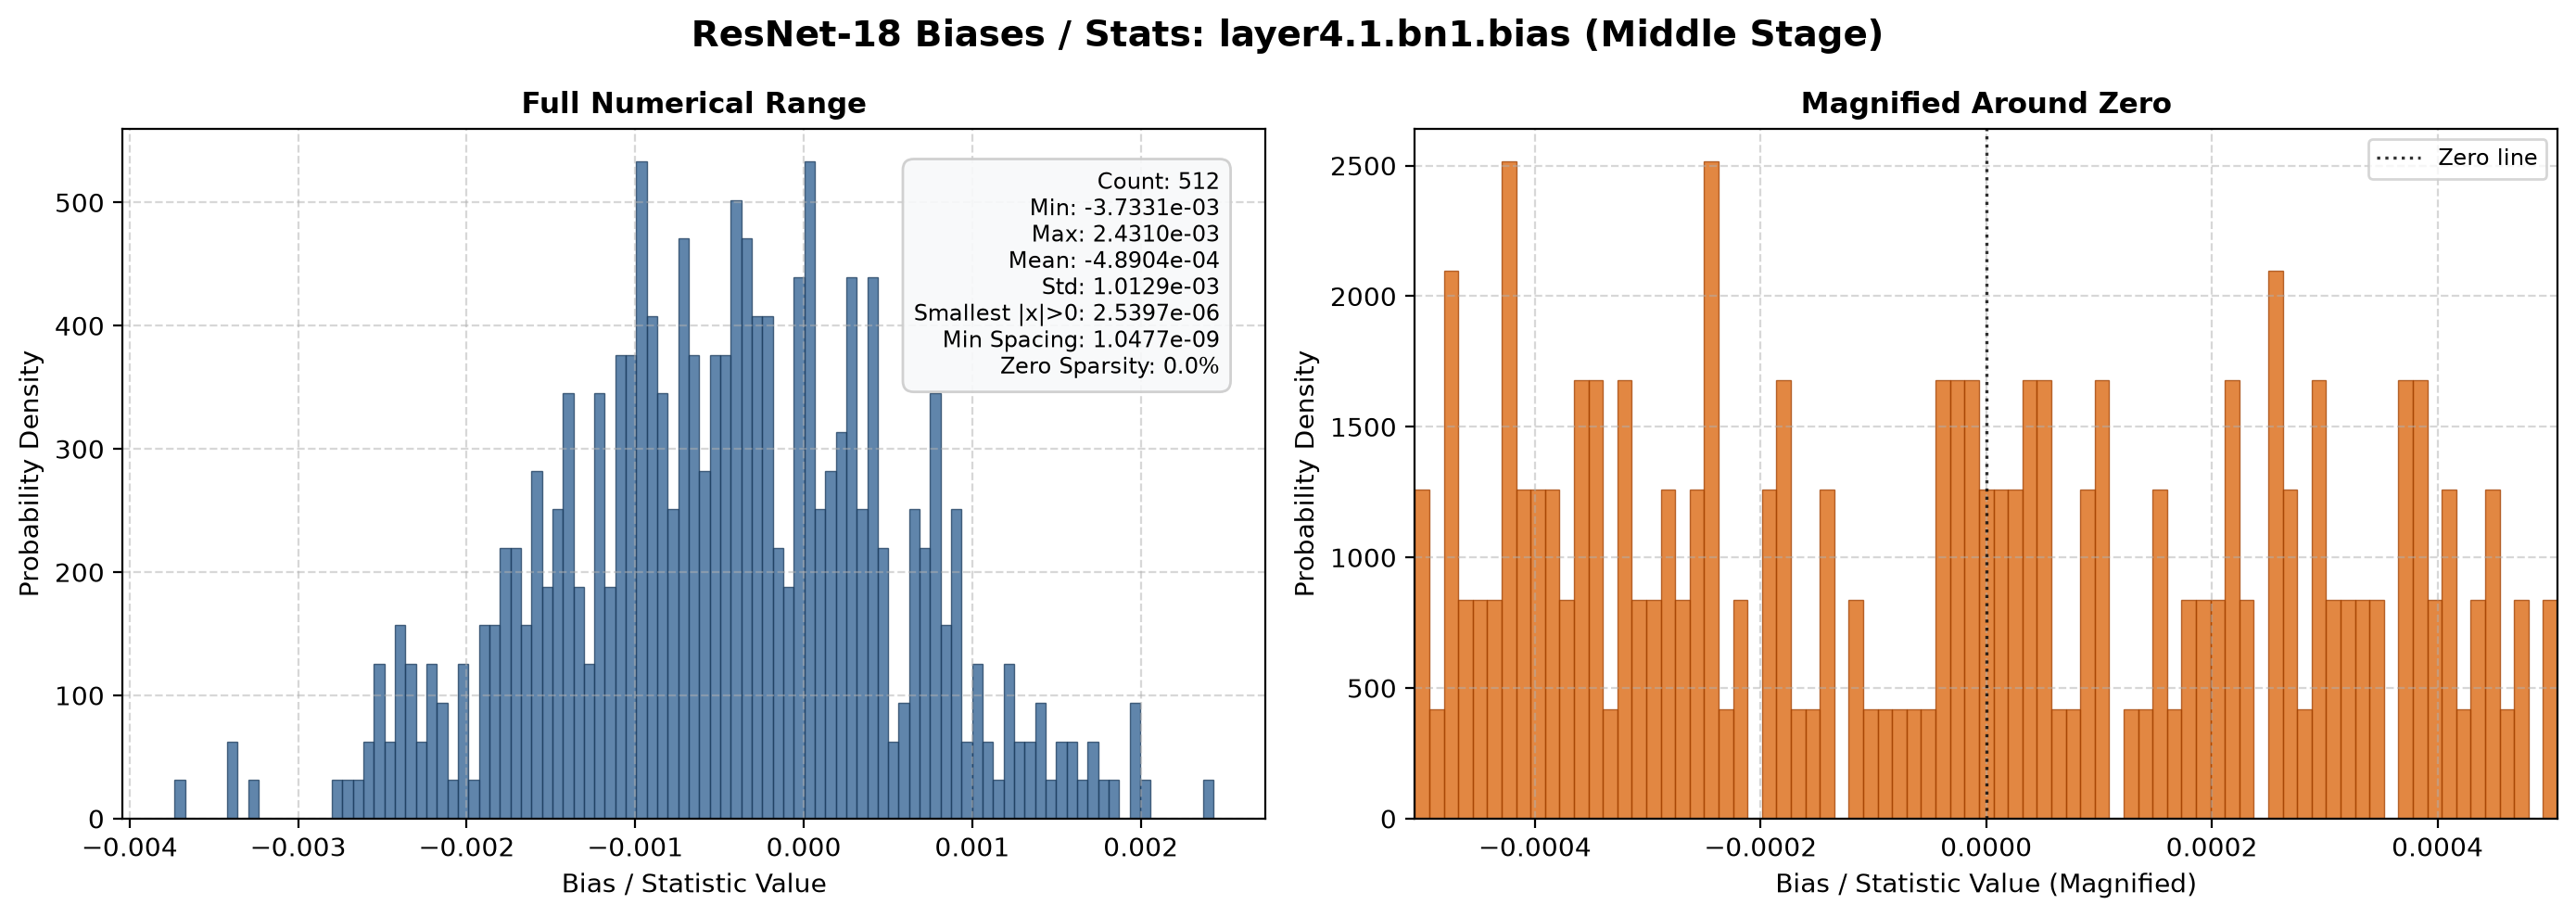 ResNet-18 Biases / Stats: layer4.1.bn1.bias (Middle Stage)
Full Numerical Range
Probability Density
500
400
300
200
100
0
Count: 512
Min: -3.7331e-03
Max: 2.4310e-03
Mean: -4.8904e-04
Std: 1.0129e-03
Smallest |x|>0: 2.5397e-06
Min Spacing: 1.0477e-09
Zero Sparsity: 0.0%
−0.004 −0.003 −0.002 −0.001 0.000 0.001 0.002
Bias / Statistic Value
Magnified Around Zero
Probability Density
2500
2000
1500
1000
500
0
Zero line
−0.0004 −0.0002 0.0000 0.0002 0.0004
Bias / Statistic Value (Magnified)